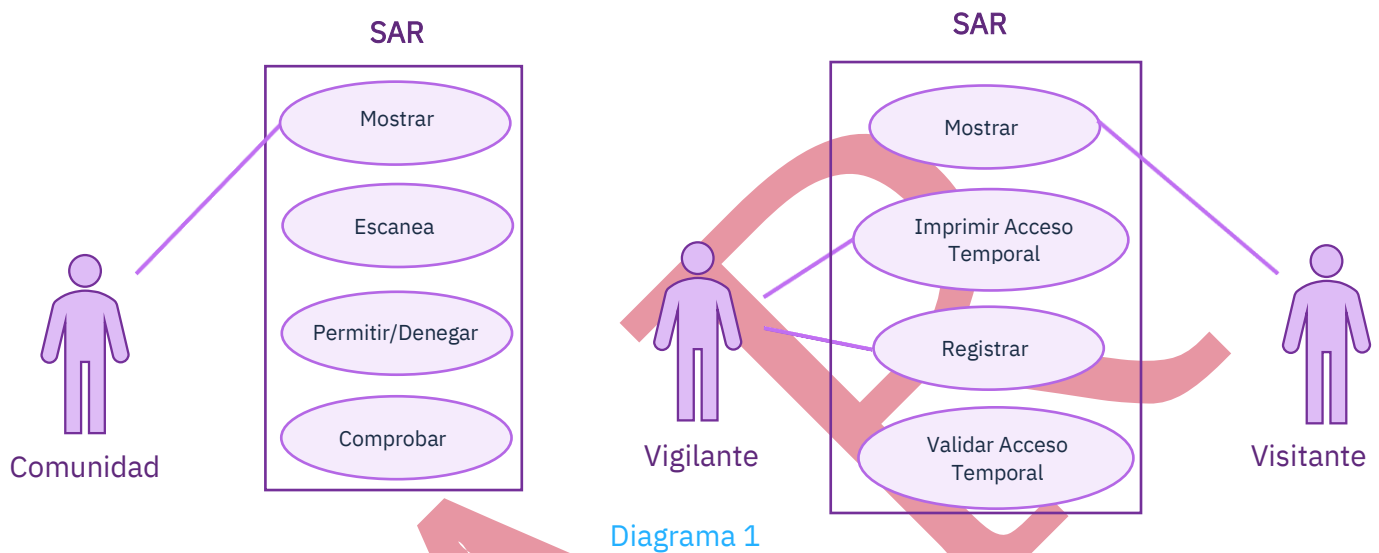 SAR
Mostrar
Escanea
Permitir/Denegar
Comprobar
Comunidad
SAR
Mostrar
Imprimir Acceso
Temporal
Registrar
Validar Acceso
Temporal
Vigilante
Visitante
Diagrama 1